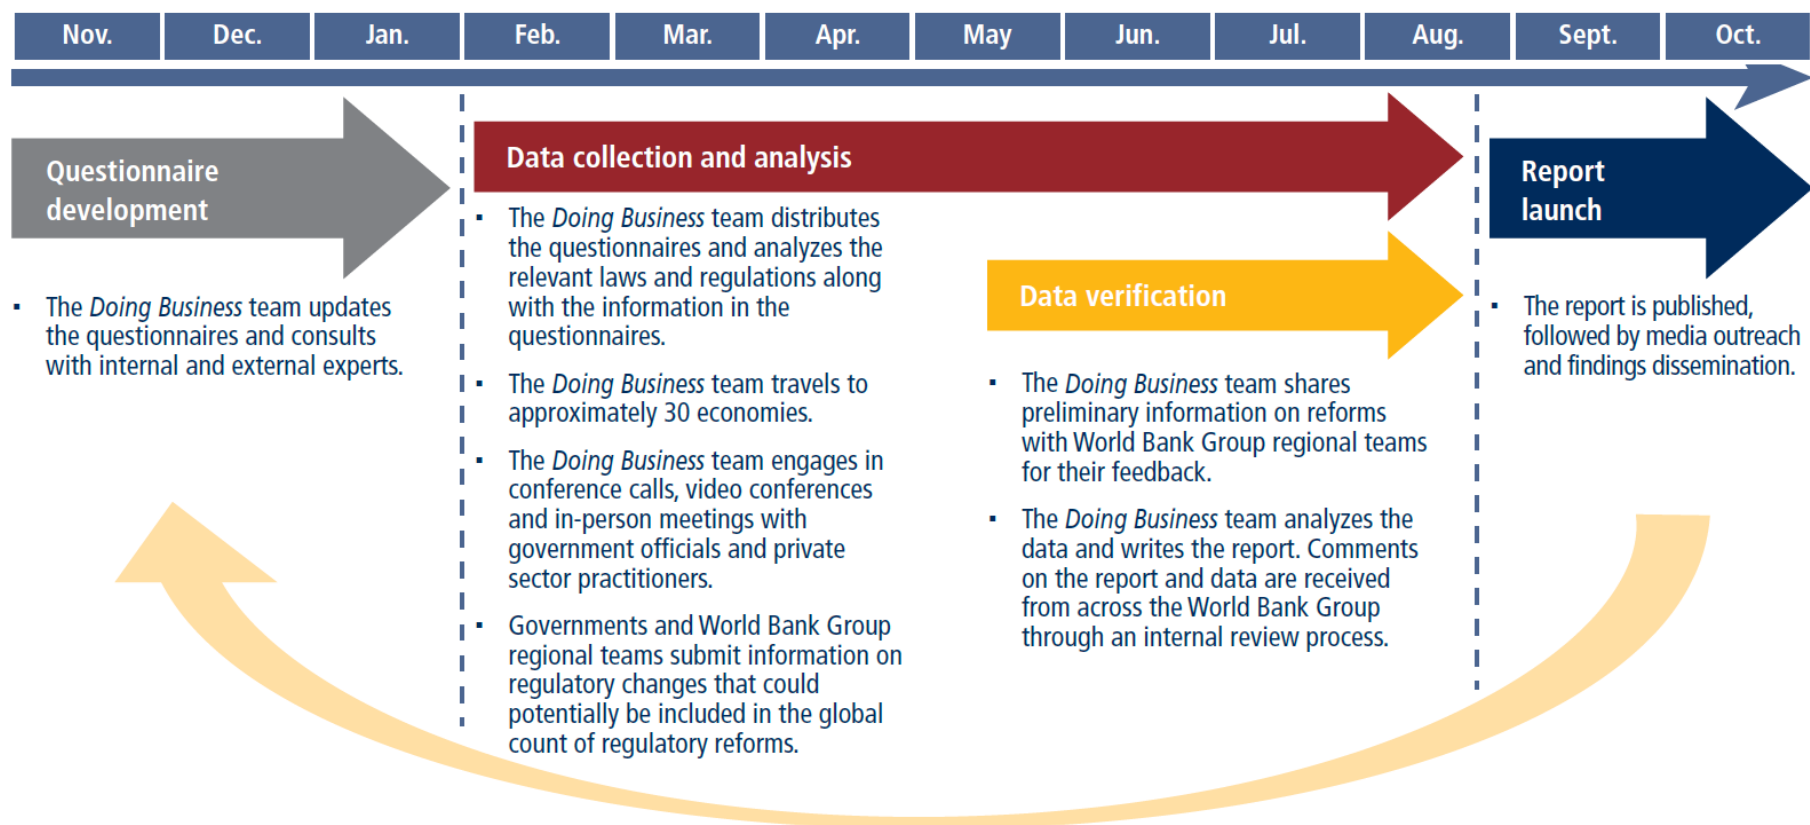 Nov. Dec. Jan. Feb. Mar. Apr. May Jun. Jul. Aug. Sept. Oct.
Questionnaire
development
▪ The Doing Business team updates
the questionnaires and consults
with internal and external experts.
Data collection and analysis
▪ The Doing Business team distributes
the questionnaires and analyzes the
relevant laws and regulations along
with the information in the
questionnaires.
▪ The Doing Business team travels to
approximately 30 economies.
▪ The Doing Business team engages in
conference calls, video conferences
and in-person meetings with
government officials and private
sector practitioners.
▪ Governments and World Bank Group
regional teams submit information on
regulatory changes that could
potentially be included in the global
count of regulatory reforms.
Data verification
▪ The Doing Business team shares
preliminary information on reforms
with World Bank Group regional teams
for their feedback.
▪ The Doing Business team analyzes the
data and writes the report. Comments
on the report and data are received
from across the World Bank Group
through an internal review process.
Report
launch
▪ The report is published,
followed by media outreach
and findings dissemination.